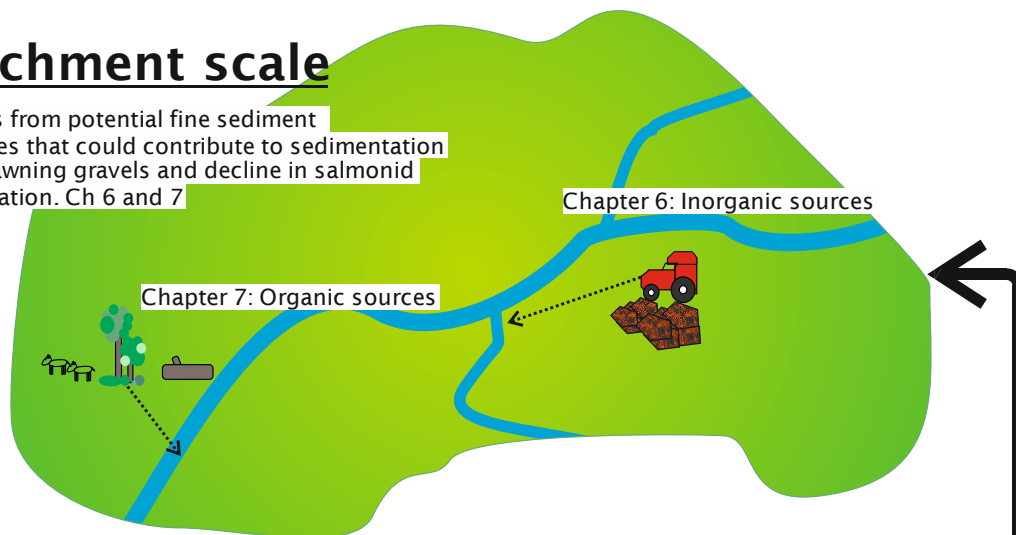 chment scale
s from potential fine sediment
es that could contribute to sedimentation
awning gravels and decline in salmonid
ation. Ch 6 and 7
Chapter 6: Inorganic sources
Chapter 7: Organic sources